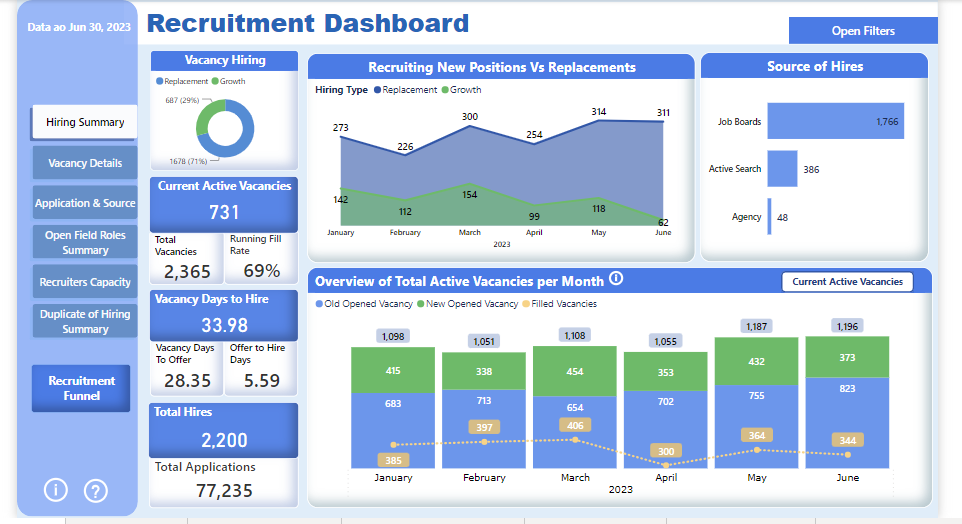 Data ao Jun 30, 2023
Recruitment Dashboard
Open Filters
Hiring Summary
Vacancy Details
Application & Source
Open Field Roles
Summary
Recruiters Capacity
Duplicate of Hiring
Summary
Recruitment
Funnel
Vacancy Hiring
Replacement Growth
687 (29%)
1678 (71%)
Current Active Vacancies
731
Total
Vacancies
2,365
Running Fill
Rate
69%
Vacancy Days to Hire
33.98
Vacancy Days
To Offer
28.35
Offer to Hire
Days
5.59
Total Hires
2,200
Total Applications
77,235
Recruiting New Positions Vs Replacements
Hiring Type Replacement Growth
273 226 300 254 314 311
142 112 154 99 118 62
January February March April May June
2023
Source of Hires
Job Boards 1,766
Active Search 386
Agency 48
Overview of Total Active Vacancies per Month
Current Active Vacancies
Old Opened Vacancy New Opened Vacancy Filled Vacancies
1,098 1,051 1,108 1,055 1,187 1,196
415 338 454 353 432 373
683 713 654 702 755 823
385 397 406 300 364 344
January February March April May June
2023